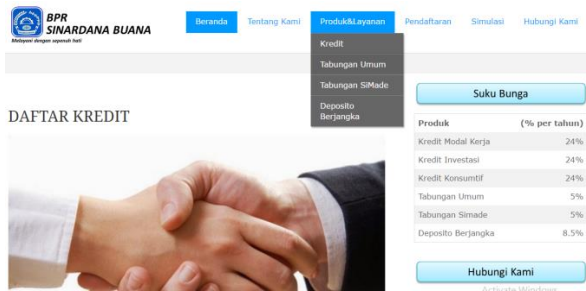 BPR
SINARDANA BUANA
Melayani dengan sepenuh hati
Beranda
Tentang Kami
Produk&Layanan
Pendaftaran
Simulasi
Hubungi Kami
Kredit
Tabungan Umum
Tabungan SiMade
Deposito
Berjangka
DAFTAR KREDIT
Suku Bunga
Produk (% per tahun)
Kredit Modal Kerja 24%
Kredit Investasi 24%
Kredit Konsumtif 24%
Tabungan Umum 5%
Tabungan Simade 5%
Deposito Berjangka 8.5%
Hubungi Kami
Activate Windows